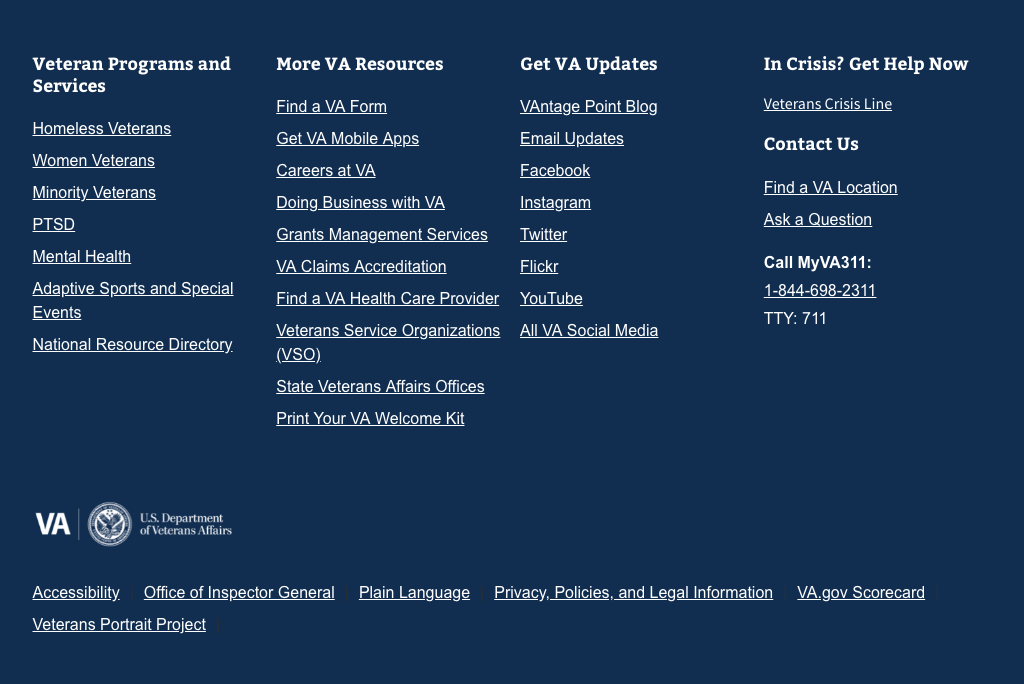 Veteran Programs and
Services
Homeless Veterans
Women Veterans
Minority Veterans
PTSD
Mental Health
Adaptive Sports and Special
Events
National Resource Directory
More VA Resources
Find a VA Form
Get VA Mobile Apps
Careers at VA
Doing Business with VA
Grants Management Services
VA Claims Accreditation
Find a VA Health Care Provider
Veterans Service Organizations
(VSO)
State Veterans Affairs Offices
Print Your VA Welcome Kit
Get VA Updates
VAntage Point Blog
Email Updates
Facebook
Instagram
Twitter
Flickr
YouTube
All VA Social Media
In Crisis? Get Help Now
Veterans Crisis Line
Contact Us
Find a VA Location
Ask a Question
Call MyVA311:
1-844-698-2311
TTY: 711
VA
U.S. Department
of Veterans Affairs
Accessibility Office of Inspector General Plain Language Privacy, Policies, and Legal Information VA.gov Scorecard
Veterans Portrait Project